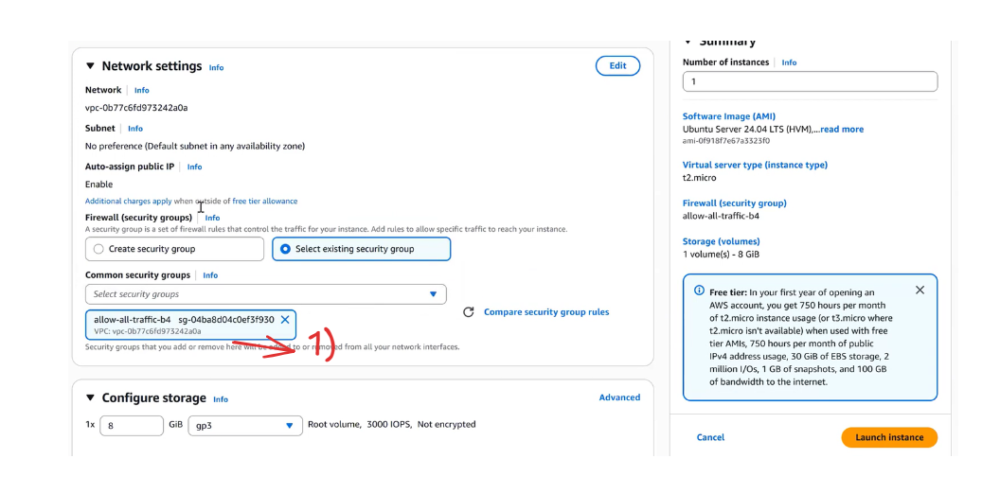 Network settings Info
Edit
Network Info
vpc-0b77c6fd973242a0a
Subnet Info
No preference (Default subnet in any availability zone)
Auto-assign public IP Info
Enable
Additional charges apply when outside of free tier allowance
Firewall (security groups) Info
A security group is a set of firewall rules that control the traffic for your instance. Add rules to allow specific traffic to reach your instance.
Create security group
Select existing security group
Common security groups Info
Select security groups
allow-all-traffic-b4 sg-04ba8d04c0ef3f930
VPC: vpc-0b77c6fd973242a0a
Compare security group rules
1)
Security groups that you add or remove here will be added to or removed from all your network interfaces.
Configure storage Info
Advanced
1x 8 GiB gp3 Root volume, 3000 IOPS, Not encrypted
Summary
Number of instances Info
1
Software Image (AMI)
Ubuntu Server 24.04 LTS (HVM),...read more
ami-0f918f7e67a3323f0
Virtual server type (instance type)
t2.micro
Firewall (security group)
allow-all-traffic-b4
Storage (volumes)
1 volume(s) - 8 GiB
Free tier: In your first year of opening an
AWS account, you get 750 hours per month
of t2.micro instance usage (or t3.micro where
t2.micro isn't available) when used with free
tier AMIs, 750 hours per month of public
IPv4 address usage, 30 GiB of EBS storage, 2
million I/Os, 1 GB of snapshots, and 100 GB
of bandwidth to the internet.
Cancel
Launch instance